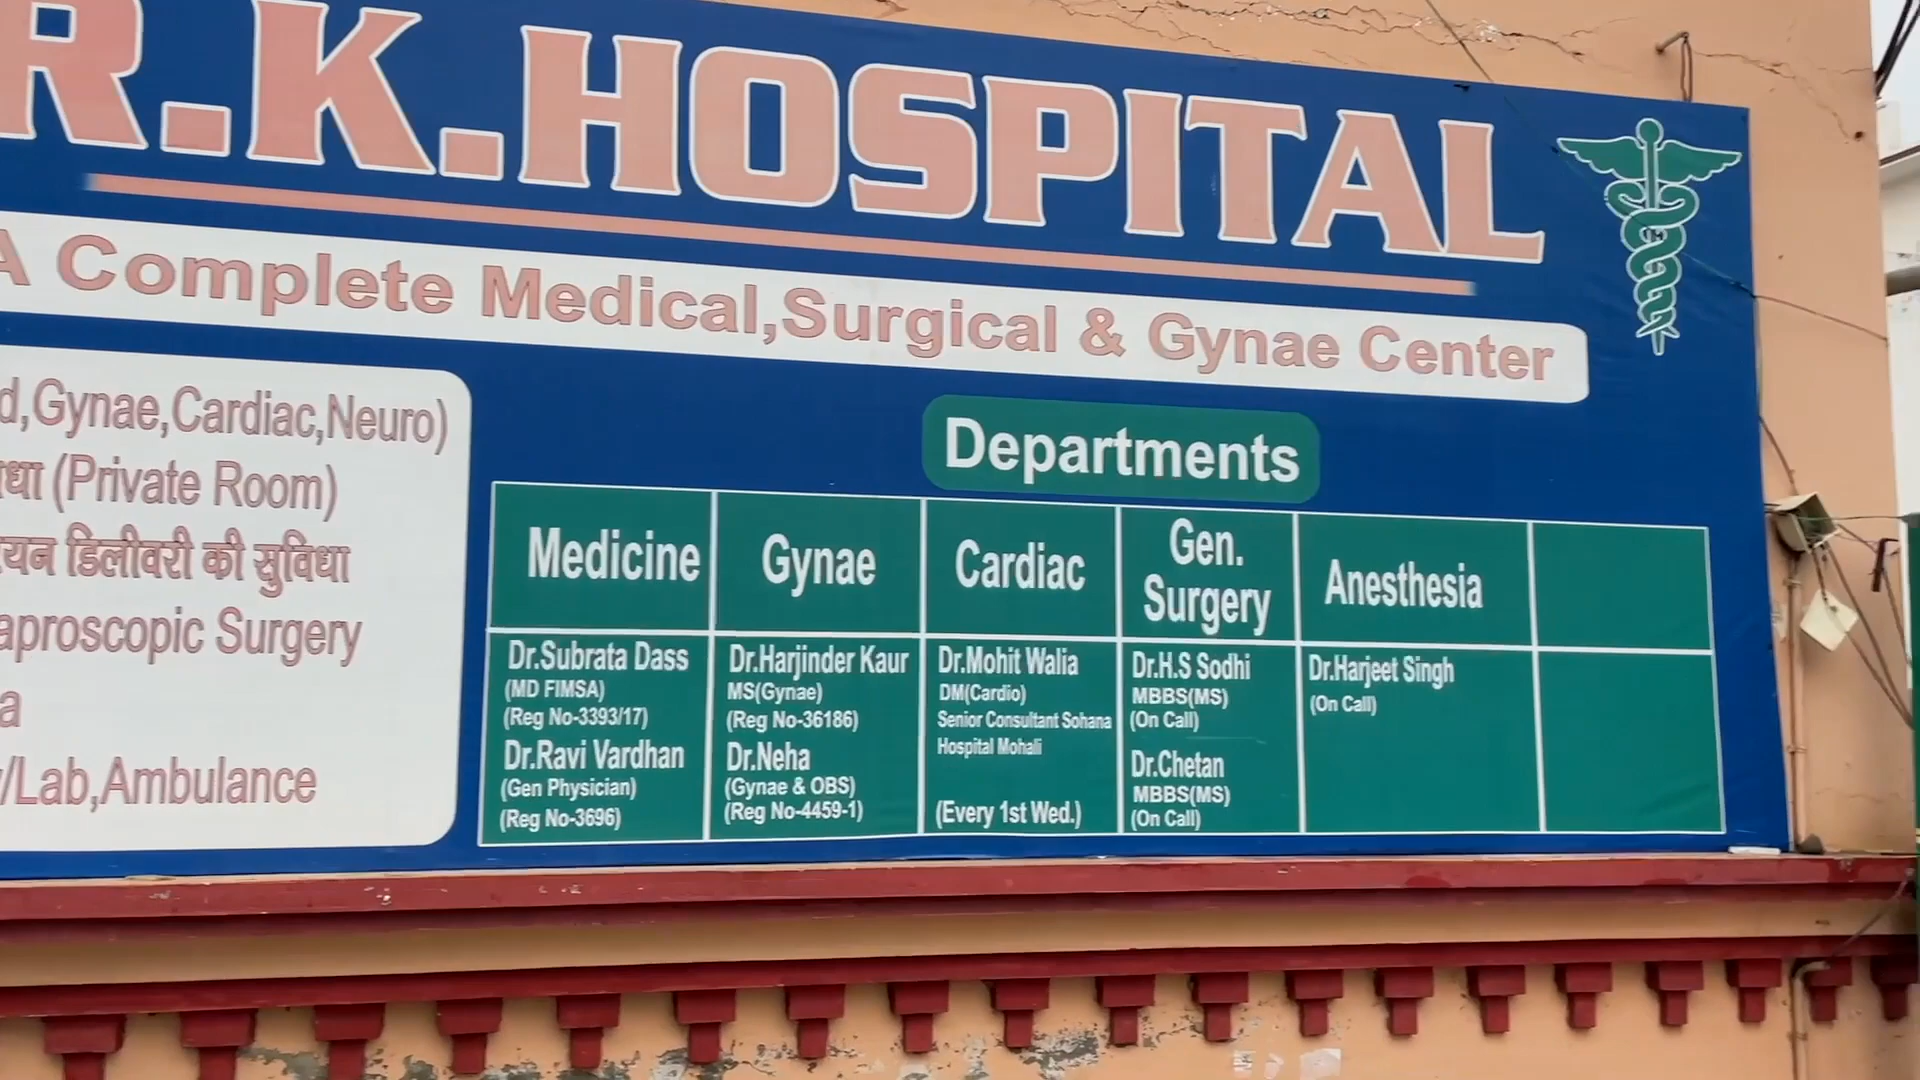 R.K.HOSPITAL
A Complete Medical,Surgical & Gynae Center
d,Gynae,Cardiac,Neuro)
(Private Room)
डिलीवरी की सुविधा
aproscopic Surgery
a
/Lab,Ambulance
Departments
Medicine
Dr.Subrata Dass
(MD FIMSA)
(Reg No-3393/17)
Dr.Ravi Vardhan
(Gen Physician)
(Reg No-3696)
Gynae
Dr.Harjinder Kaur
MS(Gynae)
(Reg No-36186)
Dr.Neha
(Gynae & OBS)
(Reg No-4459-1)
Cardiac
Dr.Mohit Walia
DM(Cardio)
Senior Consultant Sohana
Hospital Mohali
(Every 1st Wed.)
Gen.
Surgery
Dr.H.S Sodhi
MBBS(MS)
(On Call)
Dr.Chetan
MBBS(MS)
(On Call)
Anesthesia
Dr.Harjeet Singh
(On Call)